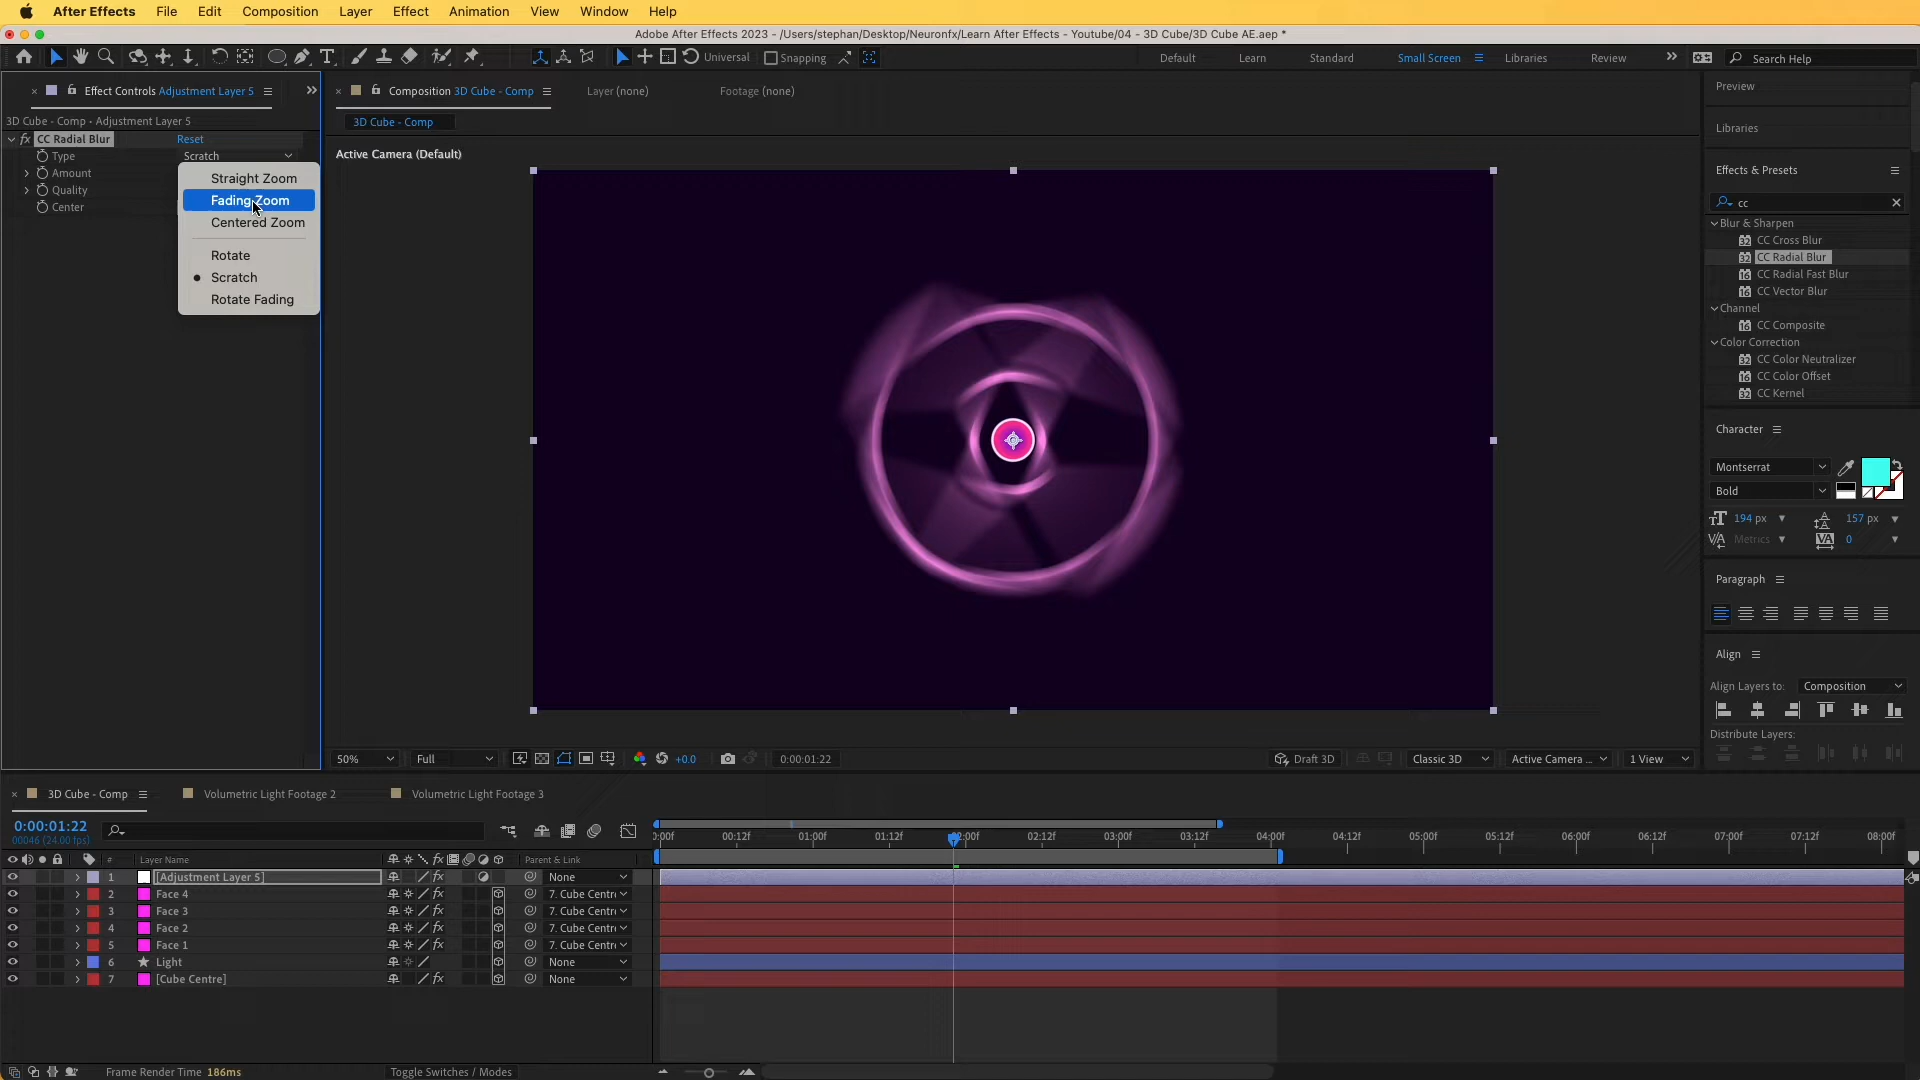 After Effects File Edit Composition Layer Effect Animation View Window Help
Adobe After Effects 2023 - /Users/stephan/Desktop/Neuronfx/Learn After Effects - Youtube/04 - 3D Cube/3D Cube AE.aep *
Universal Snapping Default Learn Standard Small Screen Libraries Review Search Help
Effect Controls Adjustment Layer 5
Composition 3D Cube - Comp
Layer (none)
Footage (none)
3D Cube - Comp - Adjustment Layer 5
CC Radial Blur Reset
Type Scratch
Amount
Quality
Center
Straight Zoom
Fading Zoom
Centered Zoom
Rotate
Scratch
Rotate Fading
3D Cube - Comp
Active Camera (Default)
50% Full +0.0 0:00:01:22 Draft 3D Classic 3D Active Camera ... 1 View
Preview
Libraries
Effects & Presets
cc
Blur & Sharpen
CC Cross Blur
CC Radial Blur
CC Radial Fast Blur
CC Vector Blur
Channel
CC Composite
Color Correction
CC Color Neutralizer
CC Color Offset
CC Kernel
Character
Montserrat
Bold
194 px 157 px
Metrics 0
Paragraph
Align
Align Layers to: Composition
Distribute Layers:
3D Cube - Comp Volumetric Light Footage 2 Volumetric Light Footage 3
0:00:01:22
00046 (24.00 fps)
:00f 00:12f 01:00f 01:12f 02:00f 02:12f 03:00f 03:12f 04:00f 04:12f 05:00f 05:12f 06:00f 06:12f 07:00f 07:12f 08:00f
# Layer Name Parent & Link
1 [Adjustment Layer 5] None
2 Face 4 7. Cube Centr
3 Face 3 7. Cube Centr
4 Face 2 7. Cube Centr
5 Face 1 7. Cube Centr
6 Light None
7 [Cube Centre] None
Frame Render Time 186ms Toggle Switches / Modes